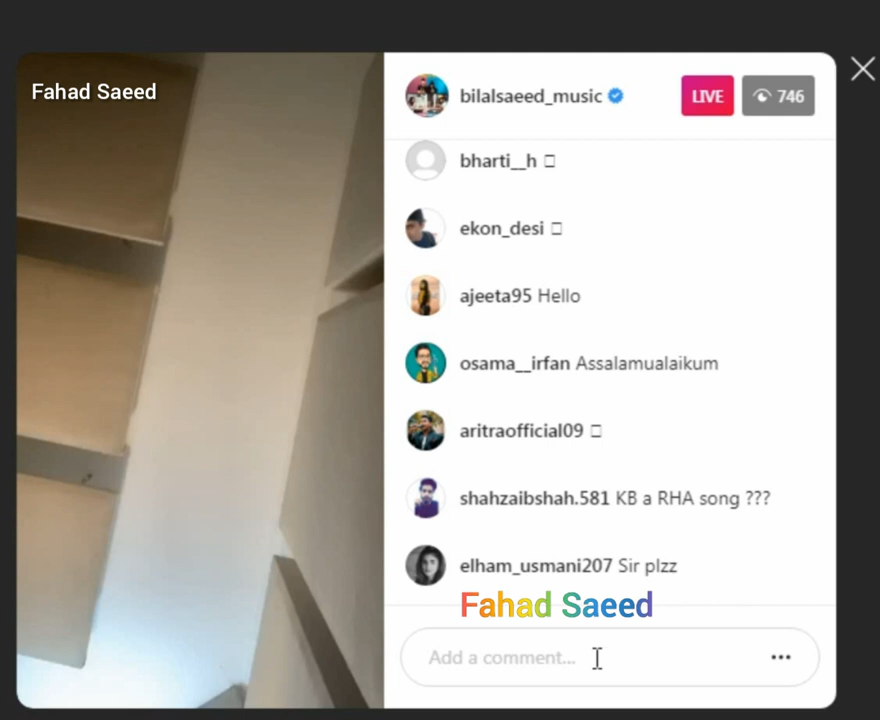 Fahad Saeed
bilalsaeed_music
LIVE
746
bharti__h
ekon_desi
ajeeta95 Hello
osama__irfan Assalamualaikum
aritraofficial09
shahzaibshah.581 KB a RHA song ???
elham_usmani207 Sir plzz
Fahad Saeed
Add a comment...